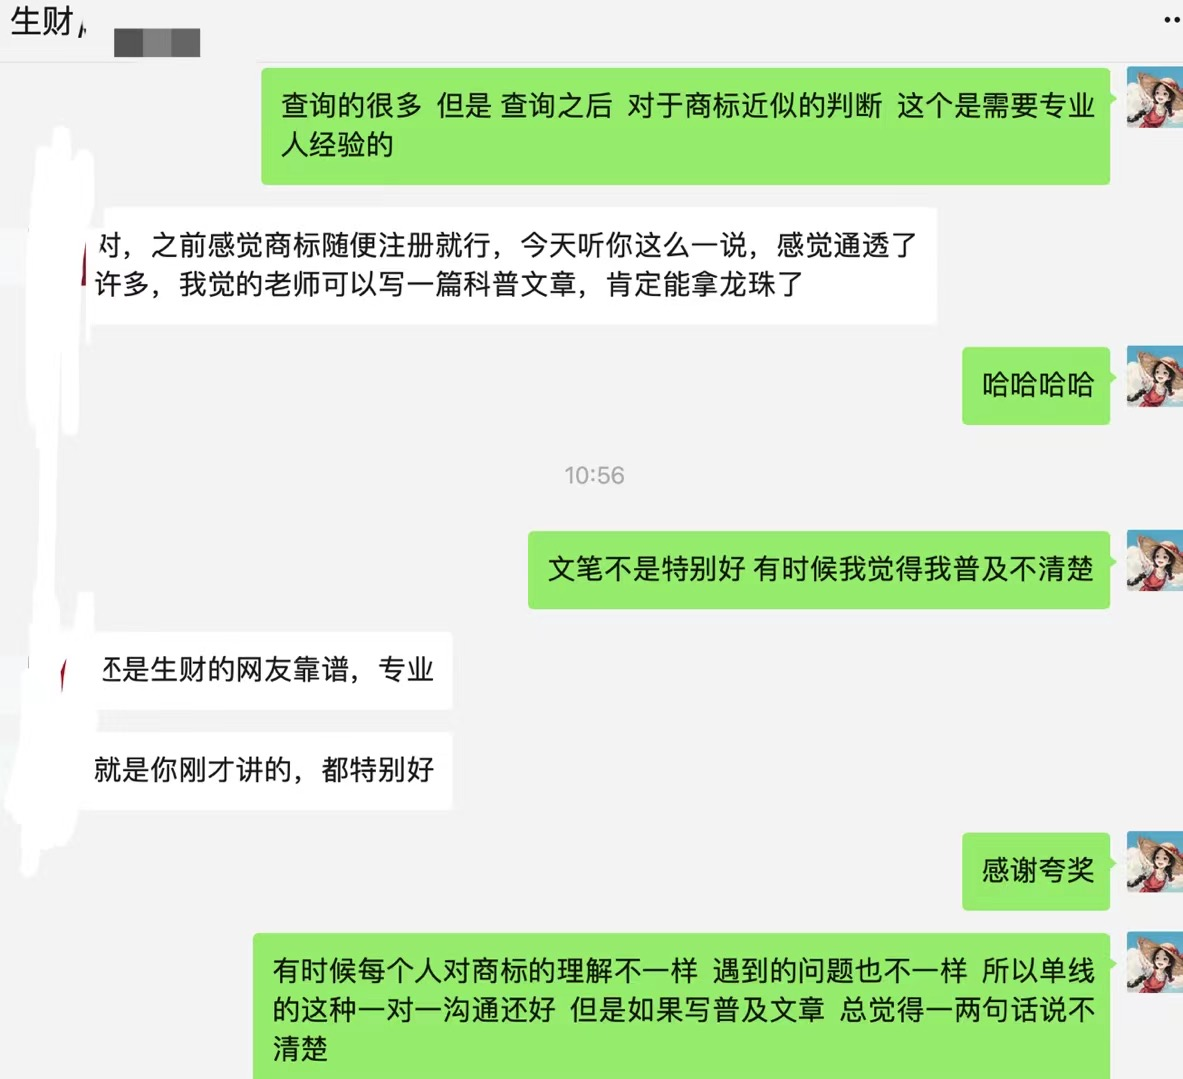 生财
查询的很多 但是 查询之后 对于商标近似的判断 这个是需要专业
人经验的
对，之前感觉商标随便注册就行，今天听你这么一说，感觉通透了
许多，我觉的老师可以写一篇科普文章，肯定能拿龙珠了
哈哈哈哈
10:56
文笔不是特别好 有时候我觉得我普及不清楚
还是生财的网友靠谱，专业
就是你刚才讲的，都特别好
感谢夸奖
有时候每个人对商标的理解不一样 遇到的问题也不一样 所以单线
的这种一对一沟通还好 但是如果写普及文章 总觉得一两句话说不
清楚